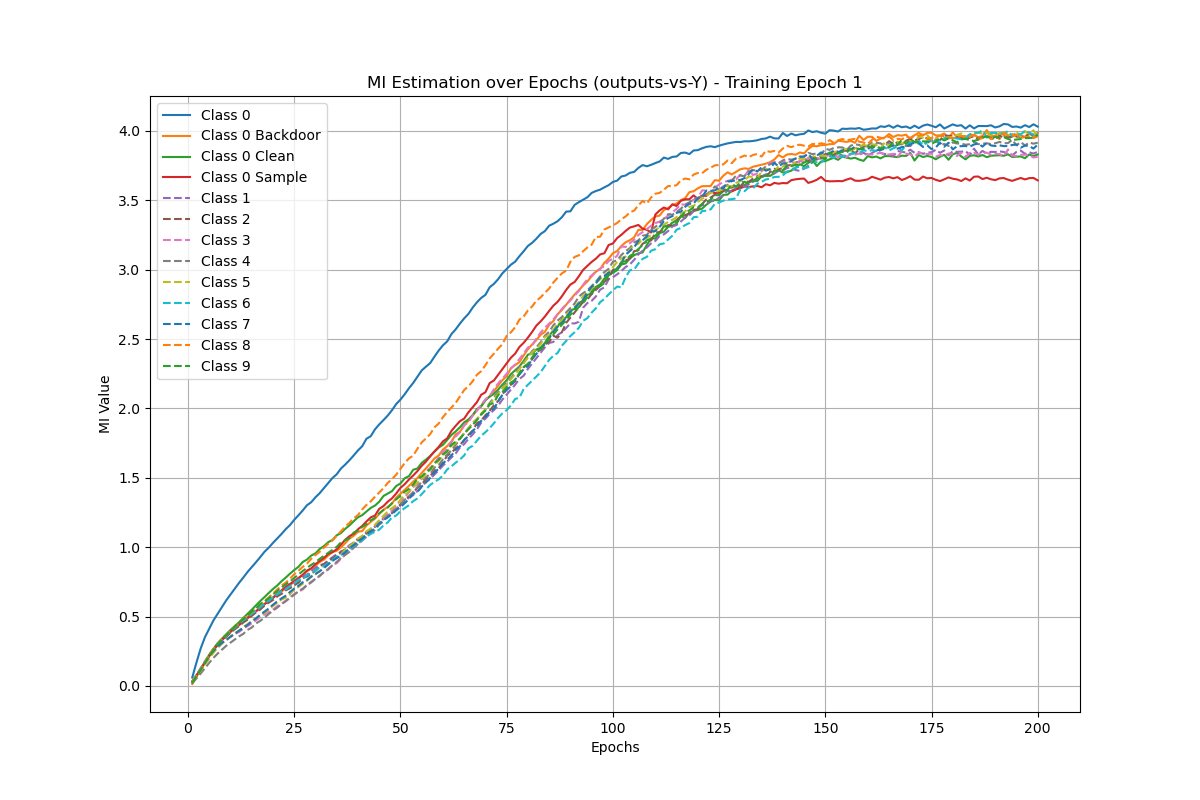 MI Estimation over Epochs (outputs-vs-Y) - Training Epoch 1
Class 0
Class 0 Backdoor
Class 0 Clean
Class 0 Sample
Class 1
Class 2
Class 3
Class 4
Class 5
Class 6
Class 7
Class 8
Class 9
MI Value
4.0
3.5
3.0
2.5
2.0
1.5
1.0
0.5
0.0
0 25 50 75 100 125 150 175 200
Epochs